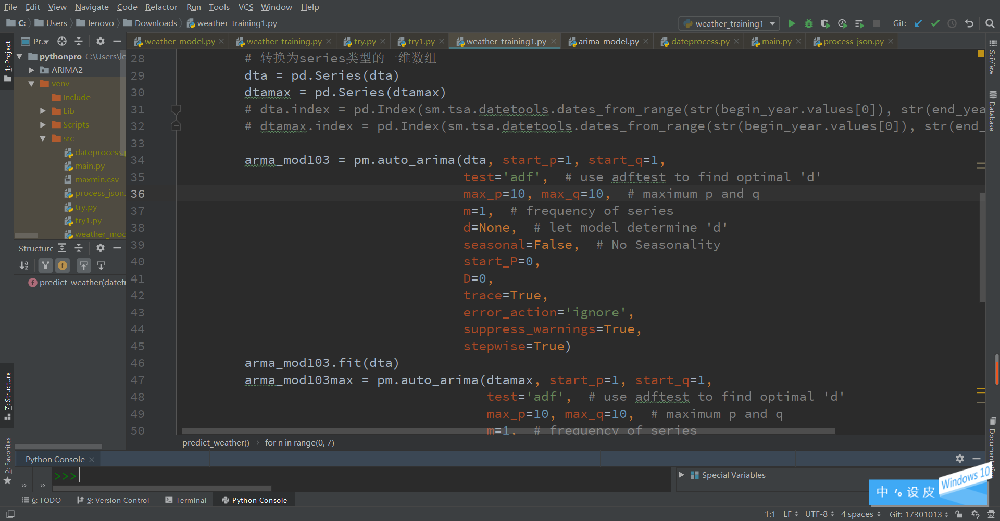 File Edit View Navigate Code Refactor Run Tools VCS Window Help
C: Users lenovo Downloads weather_training1.py
weather_training1 Git:
1: Project
Pr...
weather_model.py weather_training.py try.py try1.py weather_training1.py arima_model.py dateprocess.py main.py process_json.py
pythonpro C:\Users\le
ARIMA2
venv
Include
Lib
Scripts
src
dateprocess.p
main.py
maxmin.csv
process_json.
try.py
try1.py
weather_mod
Structure
predict_weather(datefr
7: Structure
2: Favorites
28 # 转换为series类型的一维数组
29 dta = pd.Series(dta)
30 dtamax = pd.Series(dtamax)
31 # dta.index = pd.Index(sm.tsa.datetools.dates_from_range(str(begin_year.values[0]), str(end_yea
32 # dtamax.index = pd.Index(sm.tsa.datetools.dates_from_range(str(begin_year.values[0]), str(end_
33
34 arma_mod103 = pm.auto_arima(dta, start_p=1, start_q=1,
35 test='adf', # use adftest to find optimal 'd'
36 max_p=10, max_q=10, # maximum p and q
37 m=1, # frequency of series
38 d=None, # let model determine 'd'
39 seasonal=False, # No Seasonality
40 start_P=0,
41 D=0,
42 trace=True,
43 error_action='ignore',
44 suppress_warnings=True,
45 stepwise=True)
46 arma_mod103.fit(dta)
47 arma_mod103max = pm.auto_arima(dtamax, start_p=1, start_q=1,
48 test='adf', # use adftest to find optimal 'd'
49 max_p=10, max_q=10, # maximum p and q
50 m=1, # frequency of series
predict_weather() › for n in range(0, 7)
SciView
Database
Documentation
Python Console
>>>
Special Variables
Windows 10
中 设 皮
6: TODO 9: Version Control Terminal Python Console
1:1 LF UTF-8 4 spaces Git: 17301013